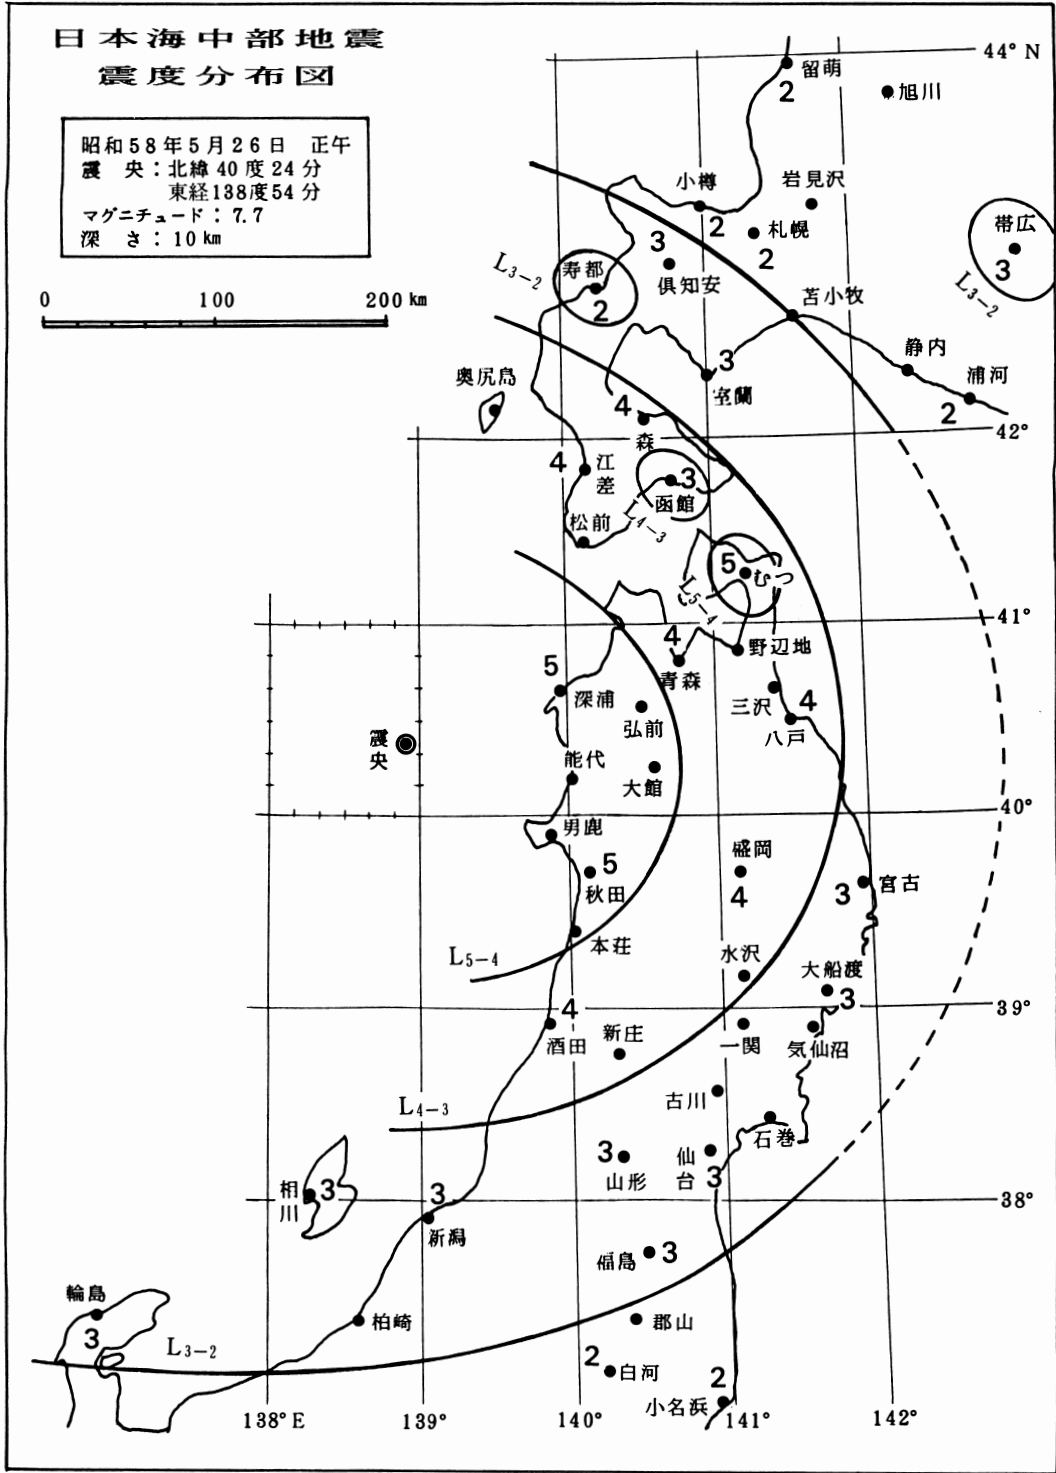 日本海中部地震
震度分布図
昭和58年5月26日 正午
震 央：北緯40度24分
東経138度54分
マグニチュード：7.7
深 さ：10km
0 100 200km
44°N
留萌
2
旭川
小樽
2
岩見沢
札幌
2
帯広
3
L3-2
倶知安
3
L3-2
寿都
2
苫小牧
静内
浦河
2
室蘭
3
奥尻島
森
4
42°
江差
4
函館
3
L4-3
松前
むつ
5
L5-4
41°
野辺地
青森
4
深浦
5
弘前
三沢
八戸
4
震央
能代
大館
40°
男鹿
秋田
5
盛岡
4
宮古
3
本荘
L5-4
水沢
大船渡
3
39°
酒田
4
新庄
一関
気仙沼
古川
L4-3
石巻
山形
3
仙台
3
38°
相川
3
新潟
3
福島
3
輪島
3
柏崎
郡山
L3-2
白河
2
小名浜
2
138°E 139° 140° 141° 142°